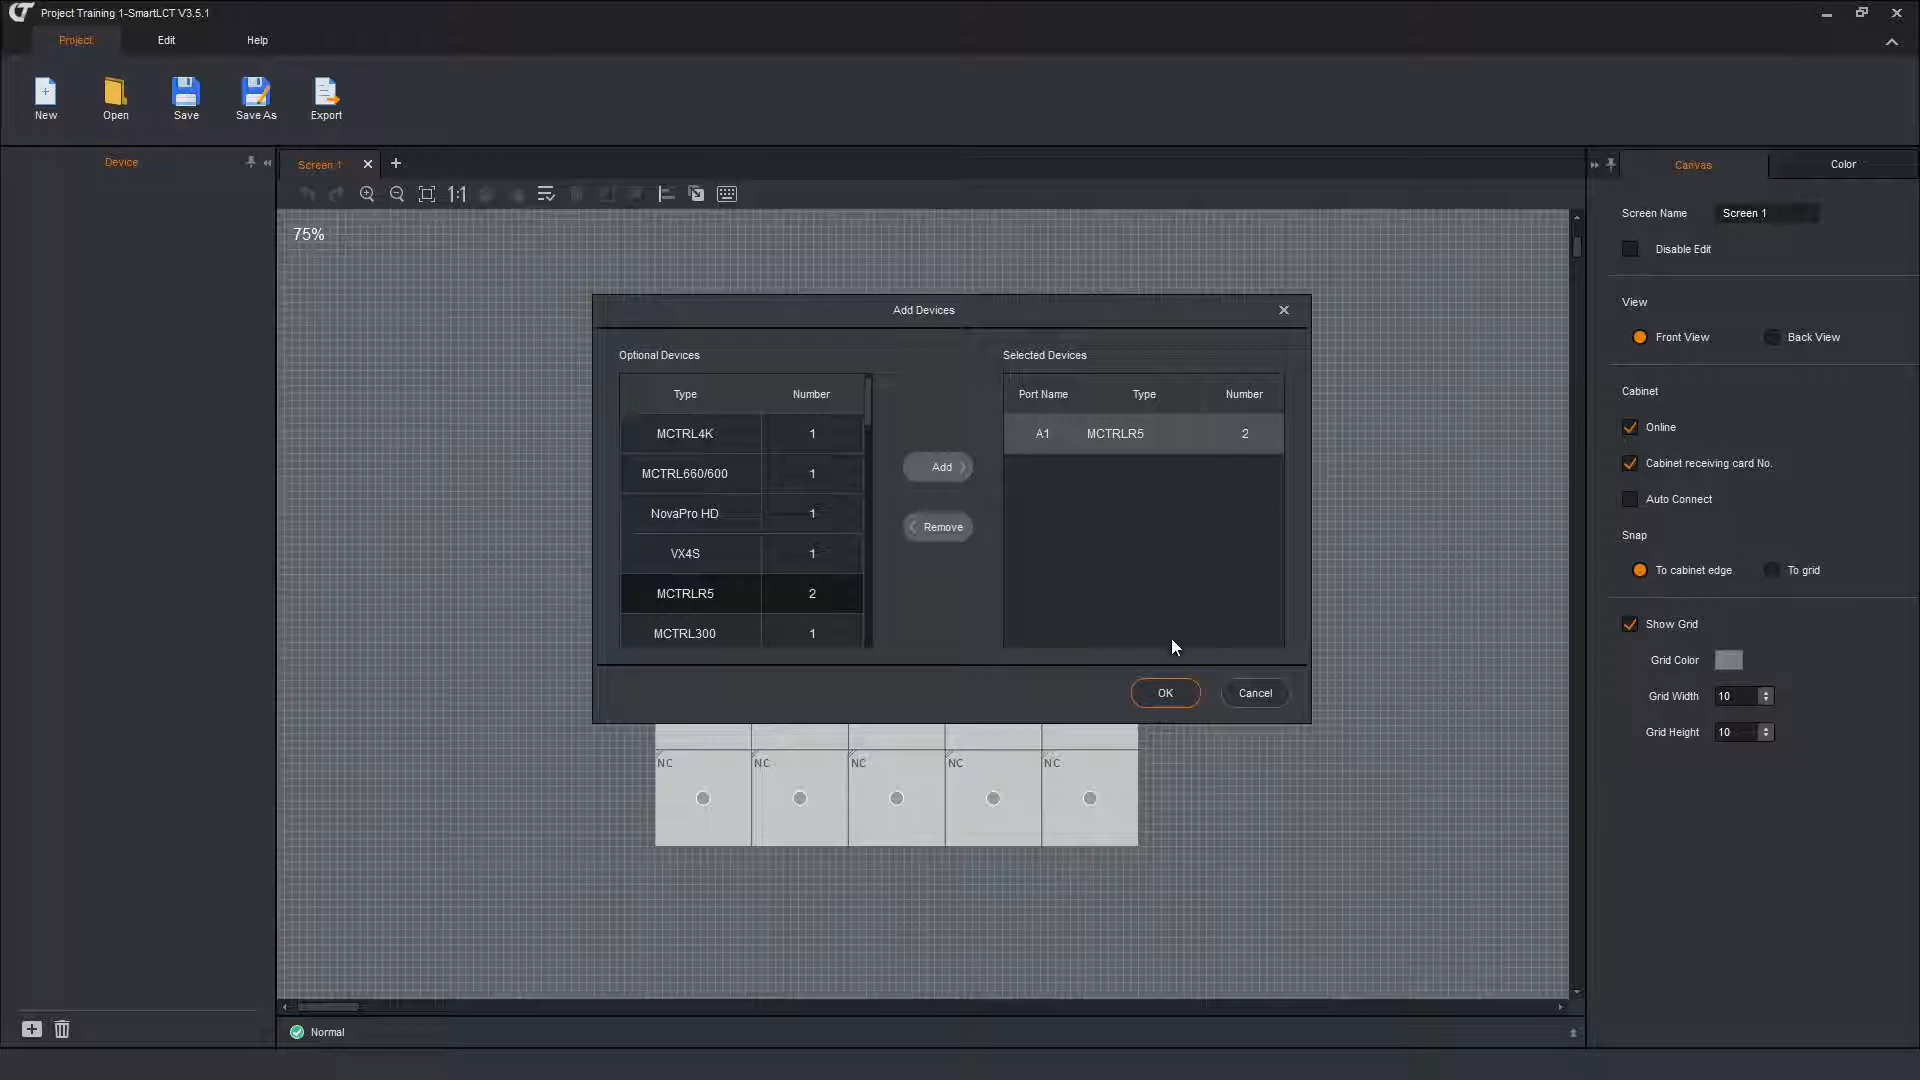 Project Training 1-SmartLCT V3.5.1
Project Edit Help
New Open Save Save As Export
Device
Screen 1
Canvas Color
1:1
75%
Screen Name Screen 1
Disable Edit
View
Front View Back View
Cabinet
Online
Cabinet receiving card No.
Auto Connect
Snap
To cabinet edge To grid
Show Grid
Grid Color
Grid Width 10
Grid Height 10
Add Devices
Optional Devices
Type Number
MCTRL4K 1
MCTRL660/600 1
NovaPro HD 1
VX4S 1
MCTRLR5 2
MCTRL300 1
Add
Remove
Selected Devices
Port Name Type Number
A1 MCTRLR5 2
OK Cancel
NC NC NC NC NC
Normal